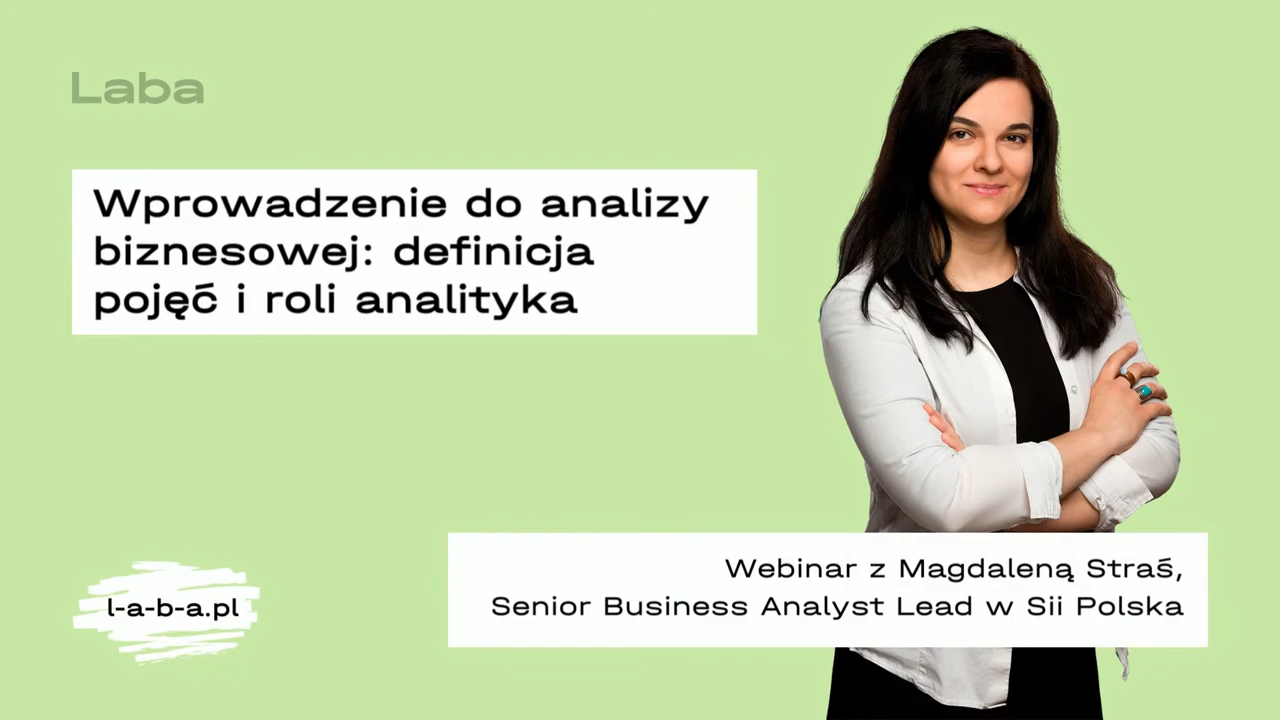 Laba
Wprowadzenie do analizy
biznesowej: definicja
pojęć i roli analityka
Webinar z Magdaleną Straś,
Senior Business Analyst Lead w Sii Polska
l-a-b-a.pl